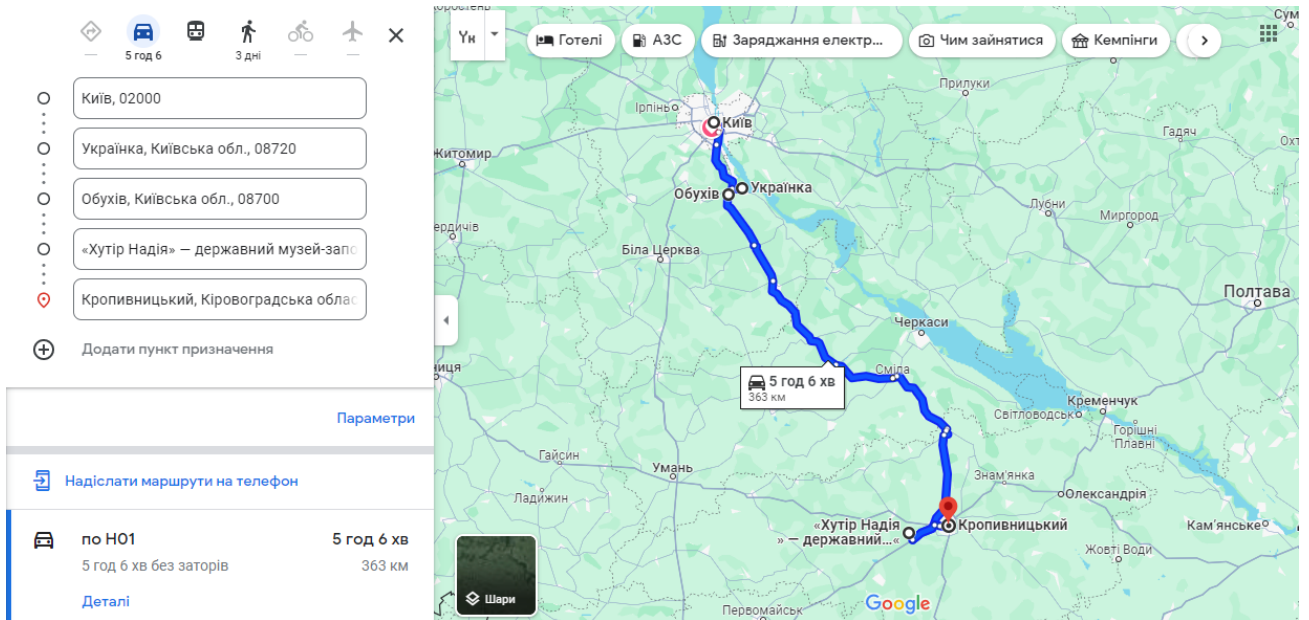 5 год 6
3 дні
Київ, 02000
Українка, Київська обл., 08720
Обухів, Київська обл., 08700
«Хутір Надія» — державний музей-запо
Кропивницький, Кіровоградська облас
Додати пункт призначення
Параметри
Надіслати маршрути на телефон
по Н01
5 год 6 хв
5 год 6 хв без заторів
363 км
Деталі
Готелі
АЗС
Заряджання електр...
Чим зайнятися
Кемпінги
Сум
Прилуки
Ірпінь
Київ
Гадяч
Охт
Житомир
Українка
Обухів
Лубни
Миргород
ердичів
Біла Церква
Полтава
Черкаси
ниця
Сміла
5 год 6 хв
363 км
Кременчук
Світловодськ
Горішні
Плавні
Гайсин
Умань
Знам'янка
Ладижин
Олександрія
«Хутір Надія
» — державний...«
Кропивницький
Кам'янське
Жовті Води
Шари
Google
Первомайськ